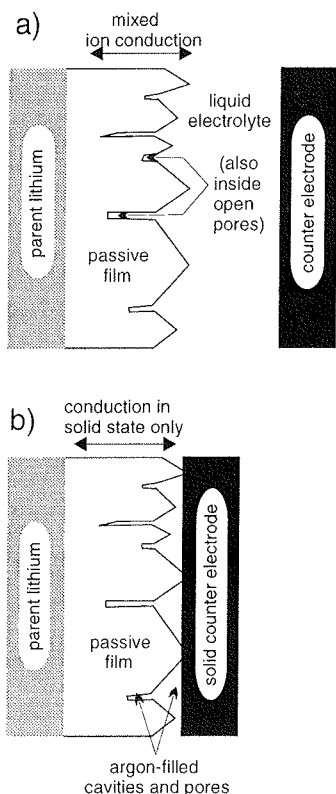 a)
mixed
ion conduction
parent lithium
liquid
electrolyte
(also
inside
open
pores)
passive
film
counter electrode
b)
conduction in
solid state only
parent lithium
passive
film
solid counter electrode
argon-filled
cavities and pores